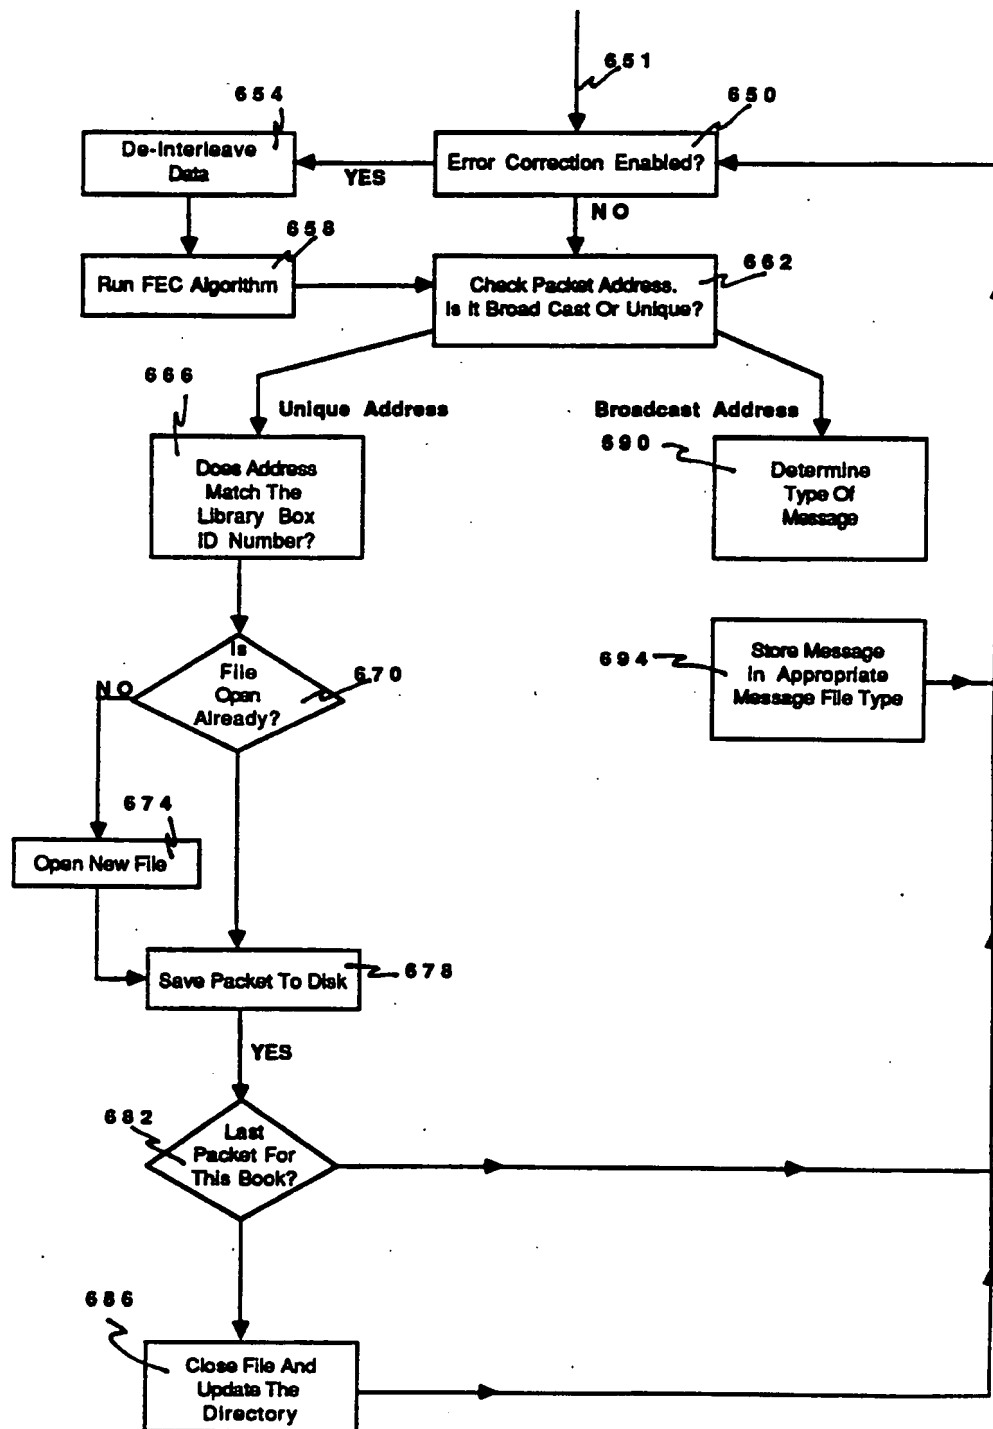 651
654
650
De-Interleave
Data
Error Correction Enabled?
YES
NO
658
662
Run FEC Algorithm
Check Packet Address.
Is It Broad Cast Or Unique?
666
Unique Address
Broadcast Address
690
Does Address
Match The
Library Box
ID Number?
Determine
Type Of
Message
Is
File
Open
Already?
670
NO
694
Store Message
In Appropriate
Message File Type
674
Open New File
Save Packet To Disk
678
YES
682
Last
Packet For
This Book?
686
Close File And
Update The
Directory